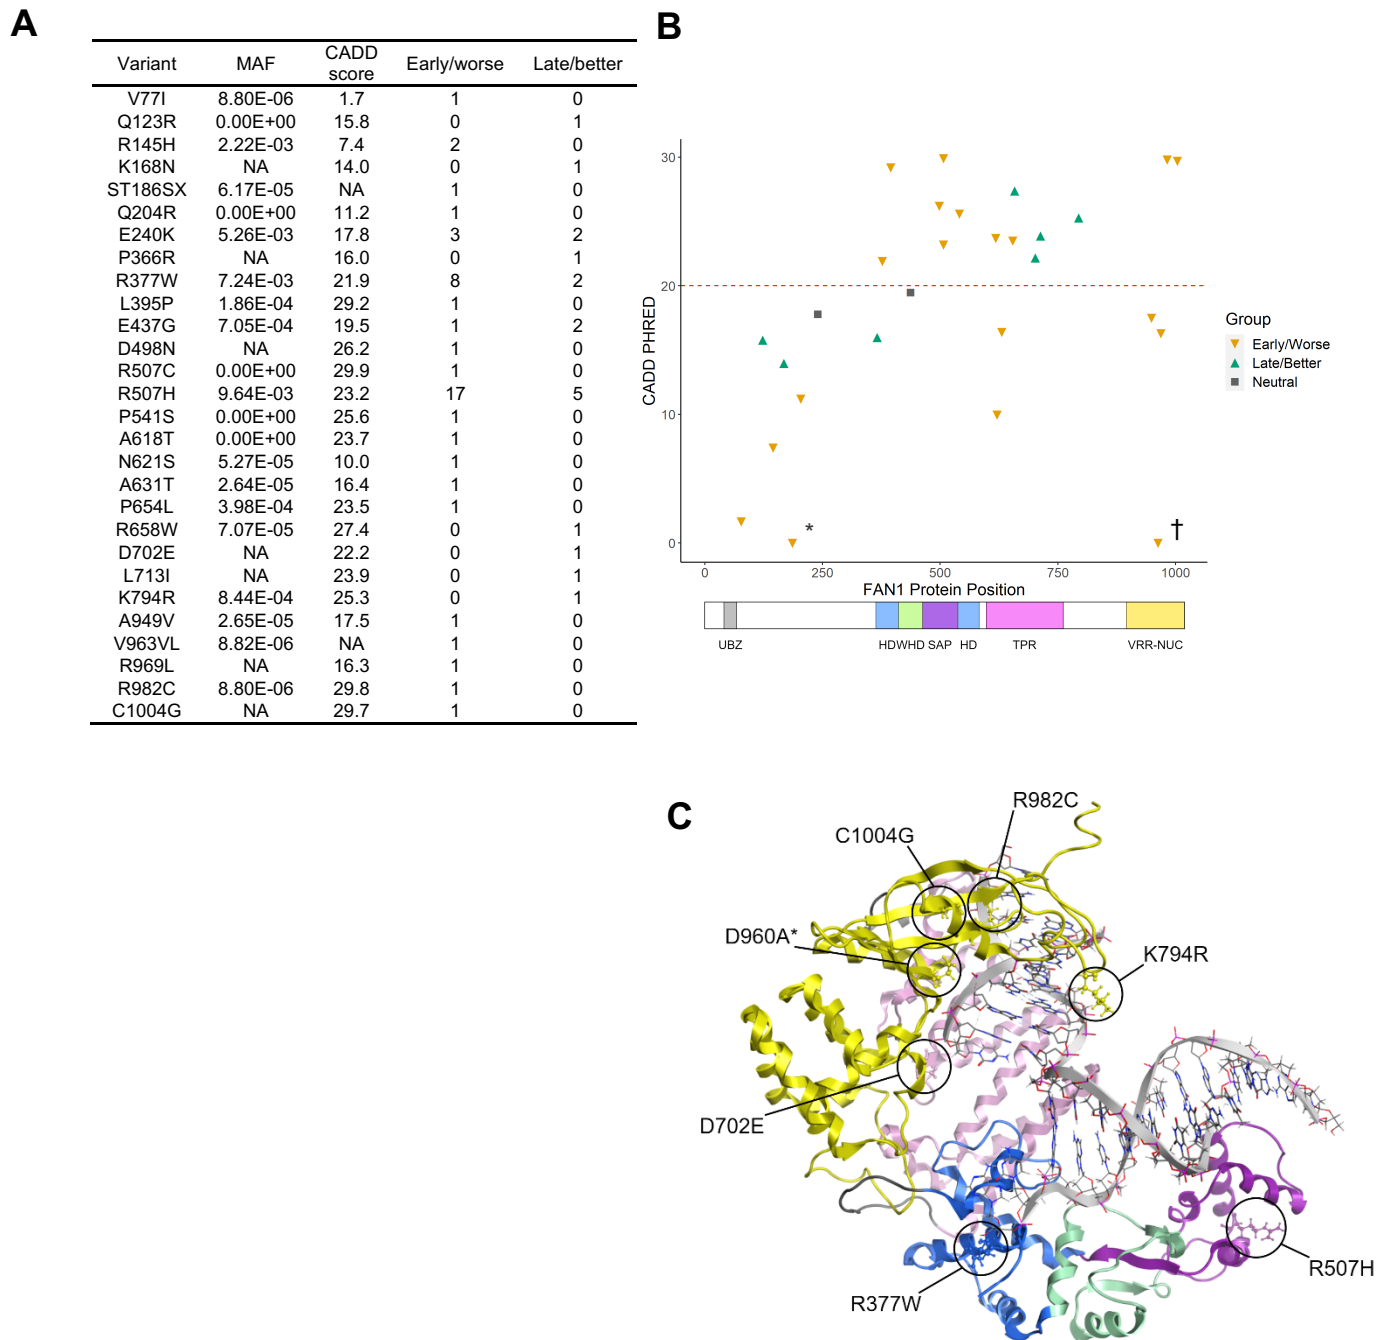 A
Variant MAF CADD score Early/worse Late/better
V77I 8.80E-06 1.7 1 0
Q123R 0.00E+00 15.8 0 1
R145H 2.22E-03 7.4 2 0
K168N NA 14.0 0 1
ST186SX 6.17E-05 NA 1 0
Q204R 0.00E+00 11.2 1 0
E240K 5.26E-03 17.8 3 2
P366R NA 16.0 0 1
R377W 7.24E-03 21.9 8 2
L395P 1.86E-04 29.2 1 0
E437G 7.05E-04 19.5 1 2
D498N NA 26.2 1 0
R507C 0.00E+00 29.9 1 0
R507H 9.64E-03 23.2 17 5
P541S 0.00E+00 25.6 1 0
A618T 0.00E+00 23.7 1 0
N621S 5.27E-05 10.0 1 0
A631T 2.64E-05 16.4 1 0
P654L 3.98E-04 23.5 1 0
R658W 7.07E-05 27.4 0 1
D702E NA 22.2 0 1
L713I NA 23.9 0 1
K794R 8.44E-04 25.3 0 1
A949V 2.65E-05 17.5 1 0
V963VL 8.82E-06 NA 1 0
R969L NA 16.3 1 0
R982C 8.80E-06 29.8 1 0
C1004G NA 29.7 1 0
B
CADD PHRED
30
20
10
0
*
†
0 250 500 750 1000
FAN1 Protein Position
UBZ HD WHD SAP HD TPR VRR-NUC
Group
Early/Worse
Late/Better
Neutral
C
R982C
C1004G
D960A*
K794R
D702E
R377W
R507H